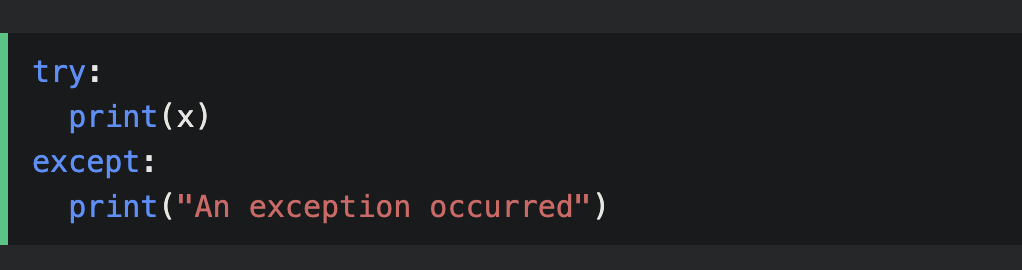 try:
  print(x)
except:
  print("An exception occurred")